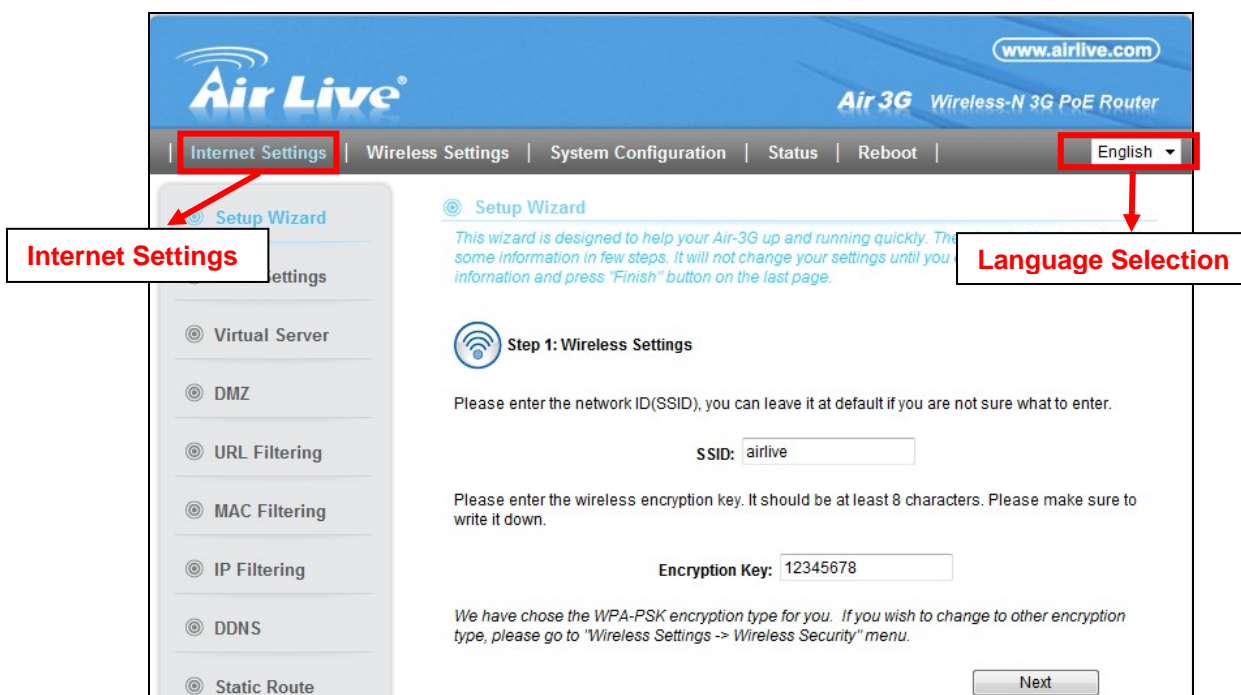 www.airlive.com
Air Live®
Air 3G Wireless-N 3G PoE Router
| Internet Settings | Wireless Settings | System Configuration | Status | Reboot |
English
Setup Wizard
Internet Settings
ettings
Virtual Server
DMZ
URL Filtering
MAC Filtering
IP Filtering
DDNS
Static Route
Setup Wizard
This wizard is designed to help your Air-3G up and running quickly. The
some information in few steps. It will not change your settings until you
infornation and press "Finish" button on the last page.
Language Selection
Step 1: Wireless Settings
Please enter the network ID(SSID), you can leave it at default if you are not sure what to enter.
SSID: airlive
Please enter the wireless encryption key. It should be at least 8 characters. Please make sure to
write it down.
Encryption Key: 12345678
We have chose the WPA-PSK encryption type for you. If you wish to change to other encryption
type, please go to "Wireless Settings -> Wireless Security" menu.
Next